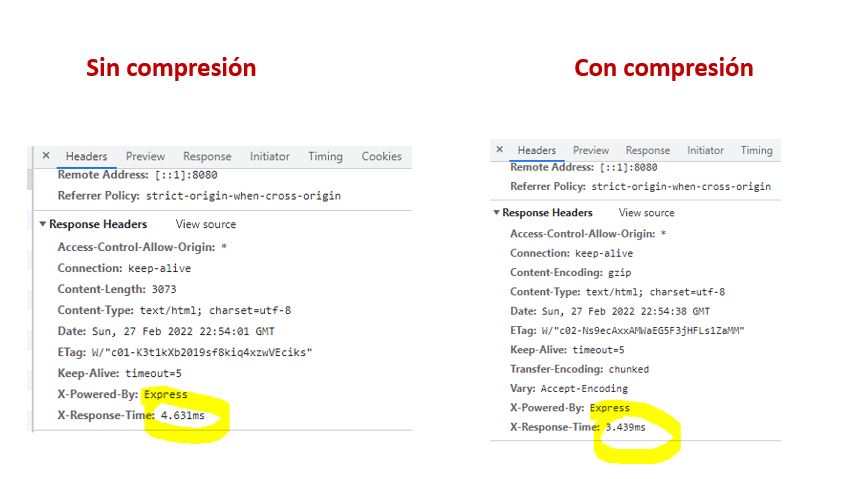 Sin compresión
Con compresión
× Headers Preview Response Initiator Timing Cookies
Remote Address: [::1]:8080
Referrer Policy: strict-origin-when-cross-origin
▼ Response Headers View source
Access-Control-Allow-Origin: *
Connection: keep-alive
Content-Length: 3073
Content-Type: text/html; charset=utf-8
Date: Sun, 27 Feb 2022 22:54:01 GMT
ETag: W/"c01-K3t1kXb2019sf8kiq4xzwVEciks"
Keep-Alive: timeout=5
X-Powered-By: Express
X-Response-Time: 4.631ms
× Headers Preview Response Initiator Timing
Remote Address: [::1]:8080
Referrer Policy: strict-origin-when-cross-origin
▼ Response Headers View source
Access-Control-Allow-Origin: *
Connection: keep-alive
Content-Encoding: gzip
Content-Type: text/html; charset=utf-8
Date: Sun, 27 Feb 2022 22:54:38 GMT
ETag: W/"c02-Ns9ecAxxAMWaEG5F3jHFLs1ZaMM"
Keep-Alive: timeout=5
Transfer-Encoding: chunked
Vary: Accept-Encoding
X-Powered-By: Express
X-Response-Time: 3.439ms